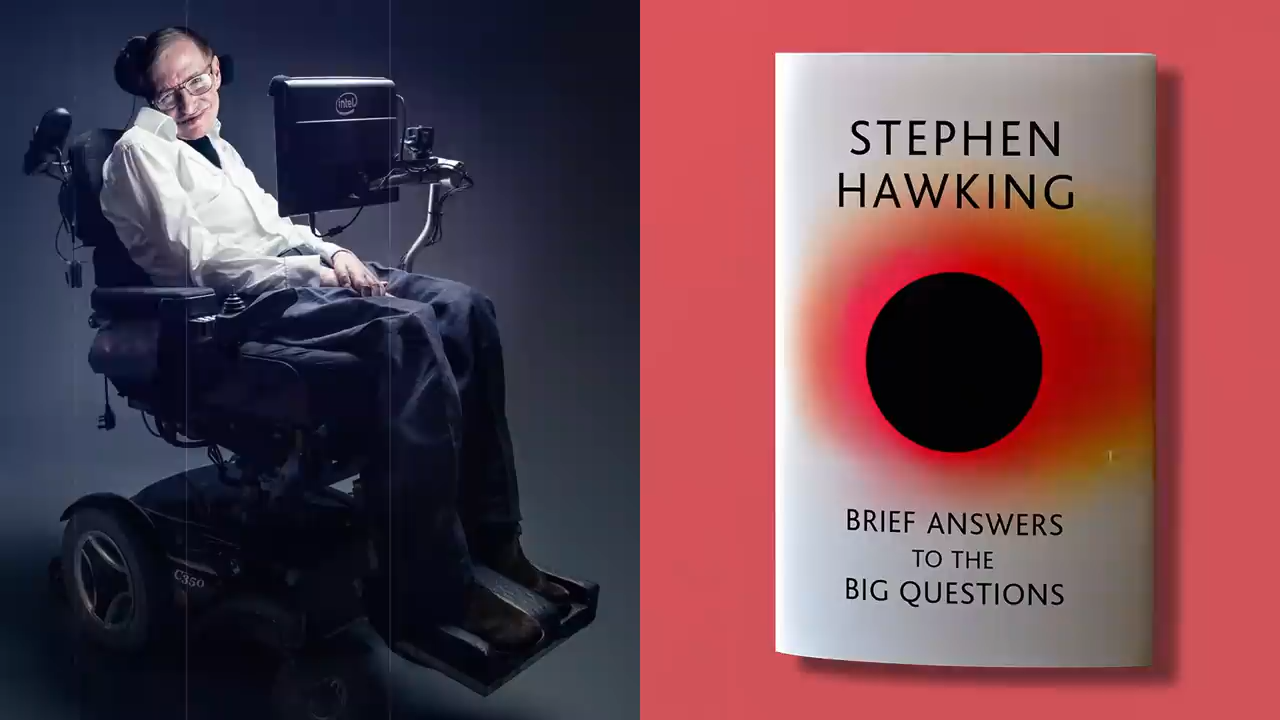 intel
C350
STEPHEN
HAWKING
BRIEF ANSWERS
TO THE
BIG QUESTIONS